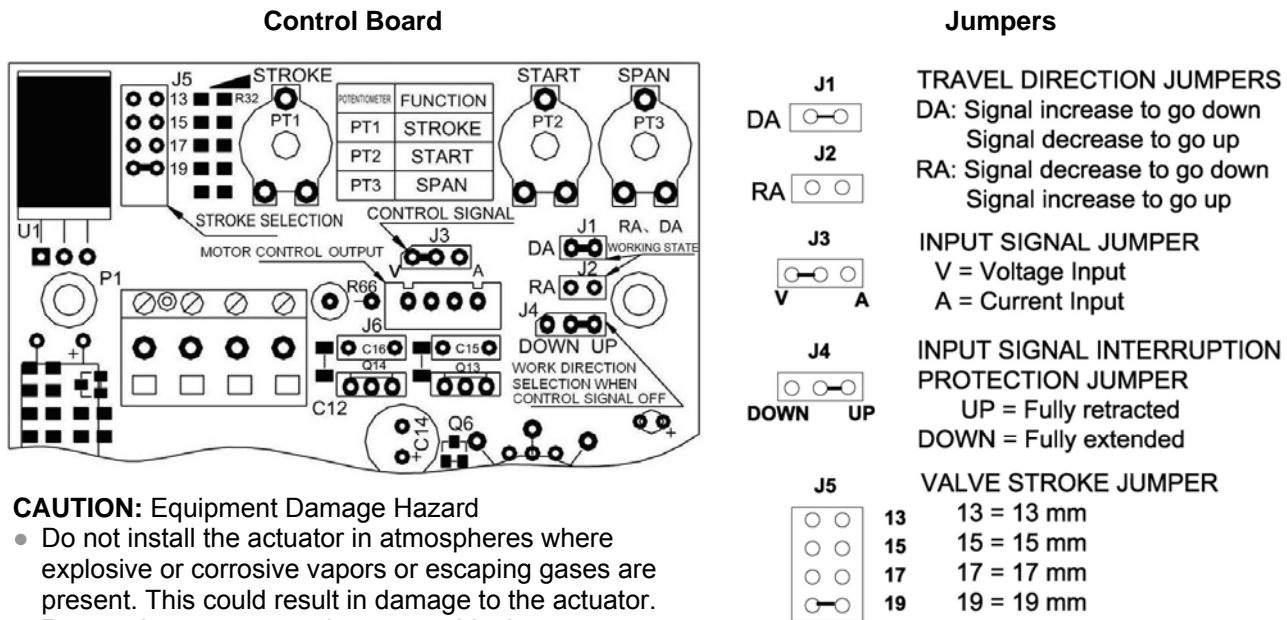 Control Board
Jumpers
J5
STROKE
START
SPAN
13
R32
15
17
19
PT1
PT2
PT3
POTENTIOMETER FUNCTION
PT1 STROKE
PT2 START
PT3 SPAN
STROKE SELECTION
CONTROL SIGNAL
MOTOR CONTROL OUTPUT
J3
V
A
J1
RA、DA
DA
WORKING STATE
J2
RA
J4
DOWN UP
WORK DIRECTION
SELECTION WHEN
CONTROL SIGNAL OFF
U1
P1
+
R66
J6
C16
C15
Q14
Q13
C12
C14
+
Q6
+
CAUTION: Equipment Damage Hazard
● Do not install the actuator in atmospheres where
explosive or corrosive vapors or escaping gases are
present. This could result in damage to the actuator.
J1
DA
J2
RA
TRAVEL DIRECTION JUMPERS
DA: Signal increase to go down
Signal decrease to go up
RA: Signal decrease to go down
Signal increase to go up
J3
V A
INPUT SIGNAL JUMPER
V = Voltage Input
A = Current Input
J4
DOWN UP
INPUT SIGNAL INTERRUPTION
PROTECTION JUMPER
UP = Fully retracted
DOWN = Fully extended
J5
VALVE STROKE JUMPER
13 13 = 13 mm
15 15 = 15 mm
17 17 = 17 mm
19 19 = 19 mm